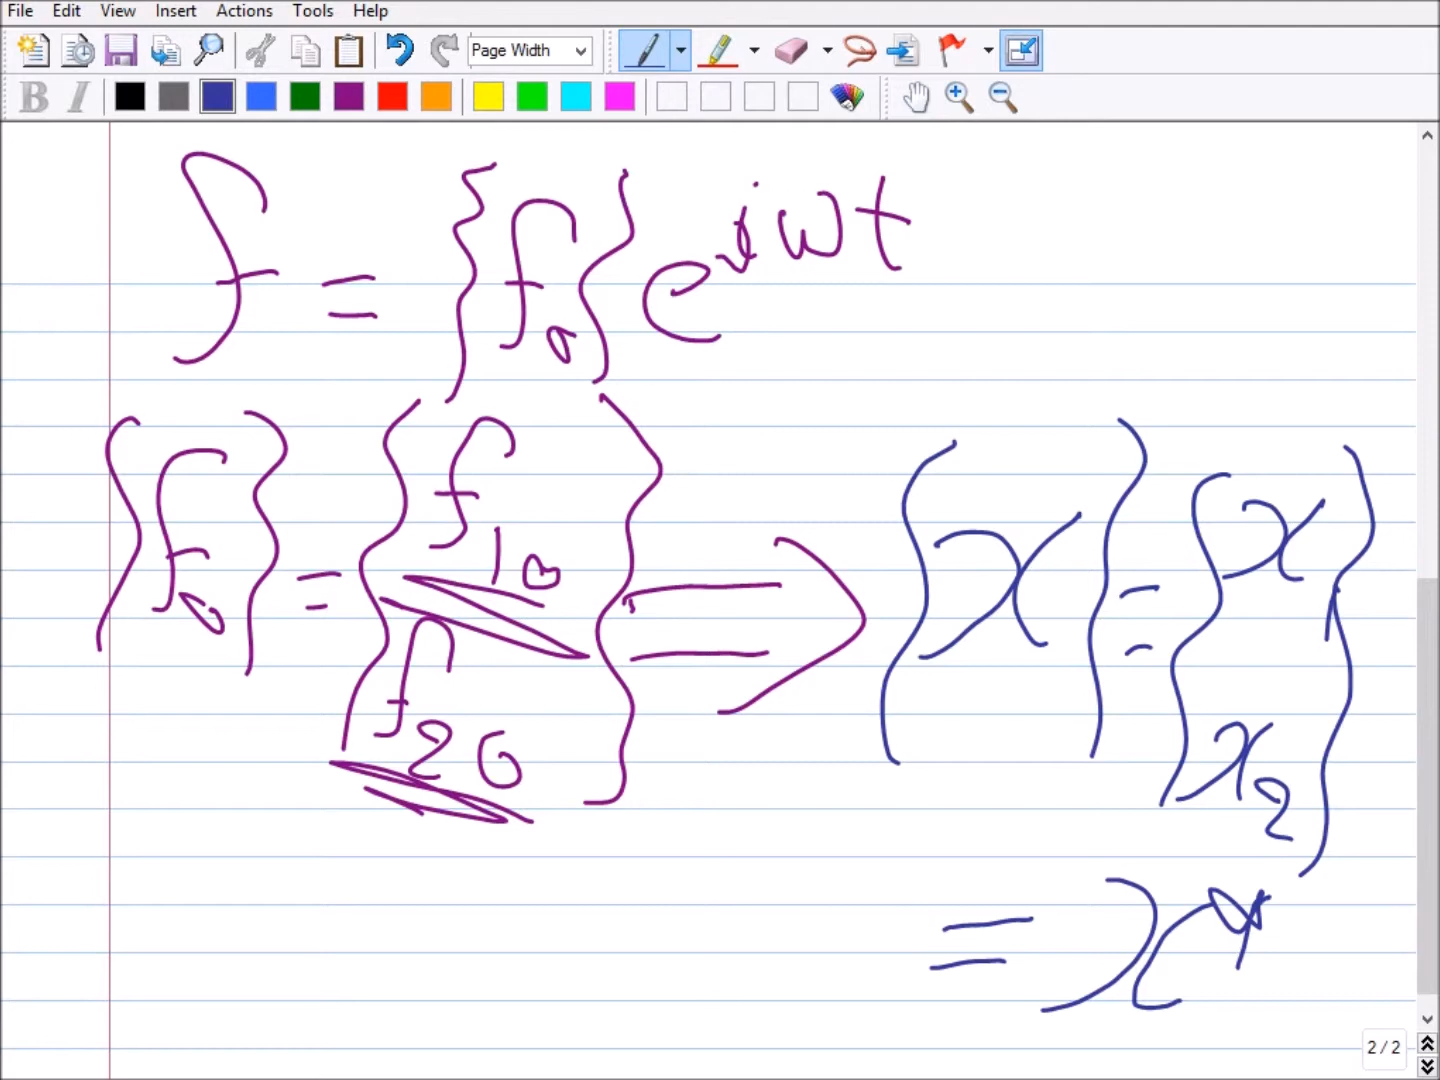 File Edit View Insert Actions Tools Help
Page Width
B I
f = {f₀} e^{iωt}
{f₀} = {f₁₀ f₂₀} ⇒ {x} = {x₁ x₂}
= x
2 / 2